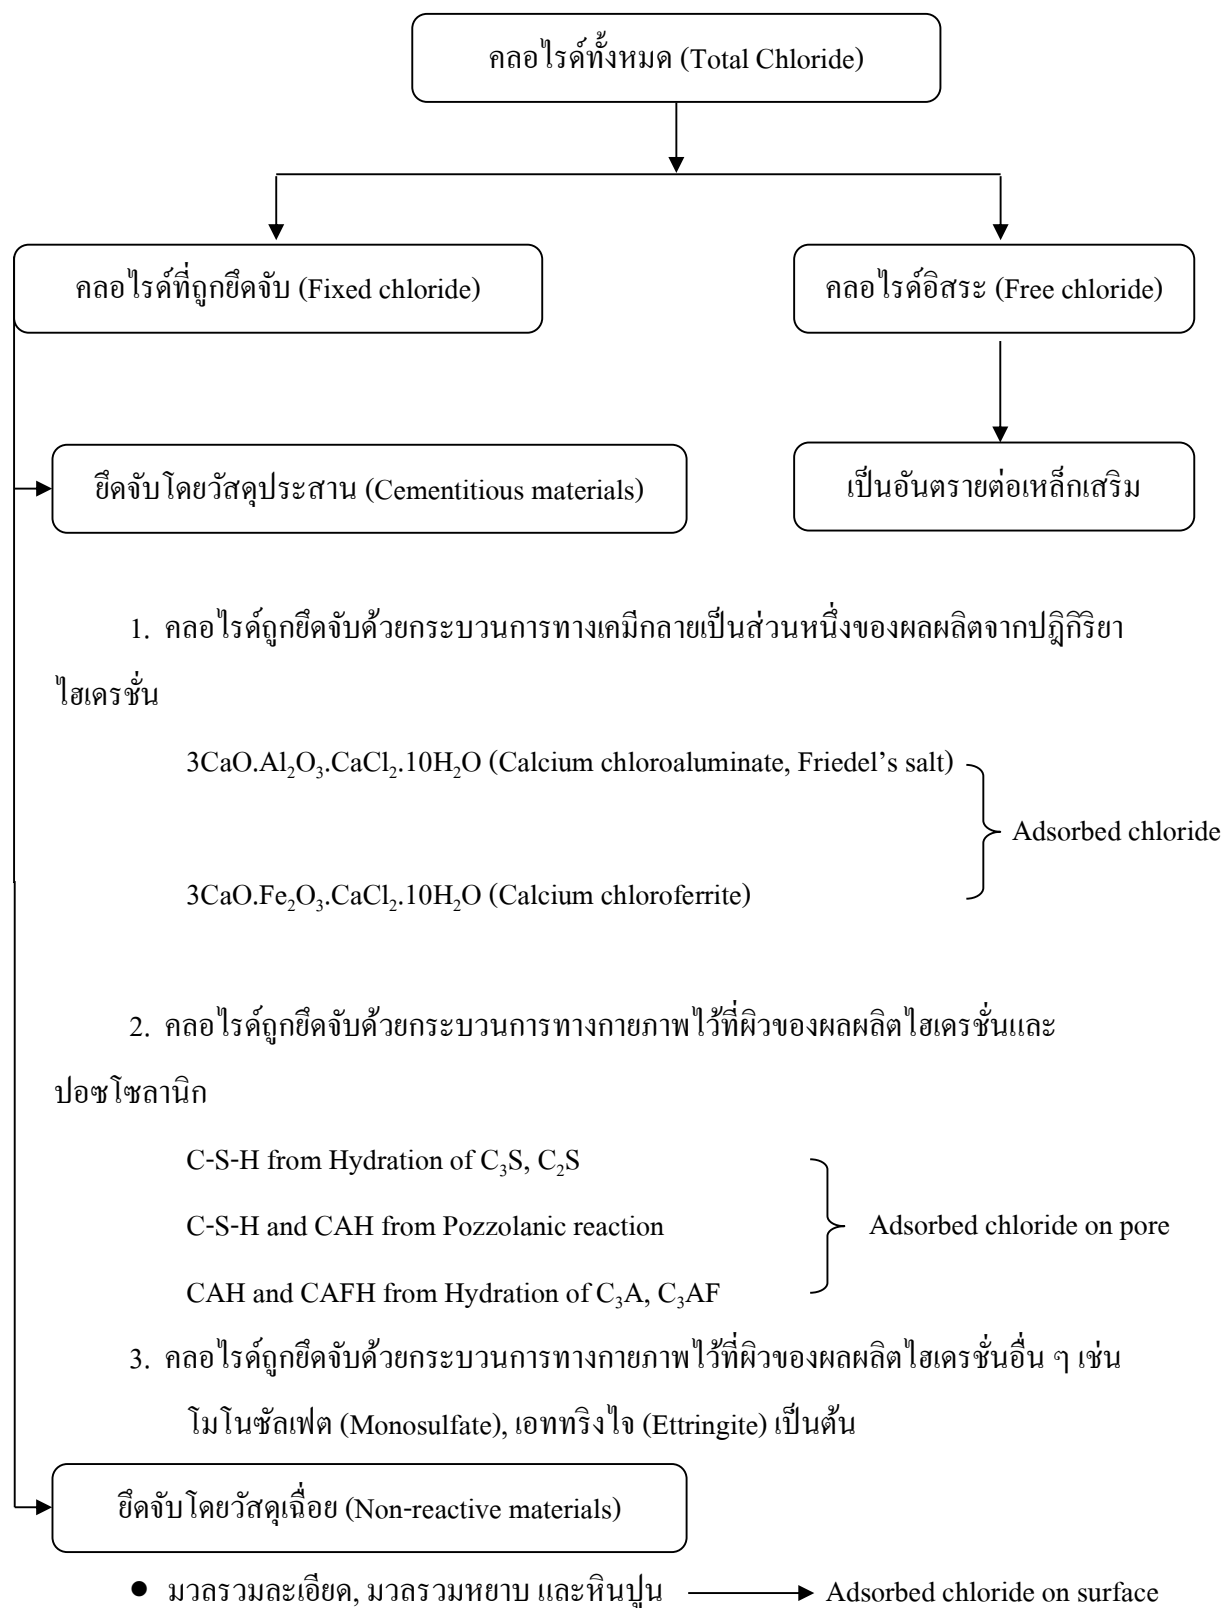 คลอไรด์ทั้งหมด (Total Chloride)
คลอไรด์ที่ถูกยึดจับ (Fixed chloride)
คลอไรด์อิสระ (Free chloride)
ยึดจับโดยวัสดุประสาน (Cementitious materials)
เป็นอันตรายต่อเหล็กเสริม
1. คลอไรด์ถูกยึดจับด้วยกระบวนการทางเคมีกลายเป็นส่วนหนึ่งของผลผลิตจากปฎิกิริยา
ไฮเดรชั่น
3CaO.Al₂O₃.CaCl₂.10H₂O (Calcium chloroaluminate, Friedel’s salt)
Adsorbed chloride
3CaO.Fe₂O₃.CaCl₂.10H₂O (Calcium chloroferrite)
2. คลอไรด์ถูกยึดจับด้วยกระบวนการทางกายภาพไว้ที่ผิวของผลผลิตไฮเดรชั่นและ
ปอซโซลานิก
C-S-H from Hydration of C₃S, C₂S
C-S-H and CAH from Pozzolanic reaction
Adsorbed chloride on pore
CAH and CAFH from Hydration of C₃A, C₃AF
3. คลอไรด์ถูกยึดจับด้วยกระบวนการทางกายภาพไว้ที่ผิวของผลผลิตไฮเดรชั่นอื่น ๆ เช่น
โมโนซัลเฟต (Monosulfate), เอททริงไจ (Ettringite) เป็นต้น
ยึดจับโดยวัสดุเฉื่อย (Non-reactive materials)
● มวลรวมละเอียด, มวลรวมหยาบ และหินปูน Adsorbed chloride on surface